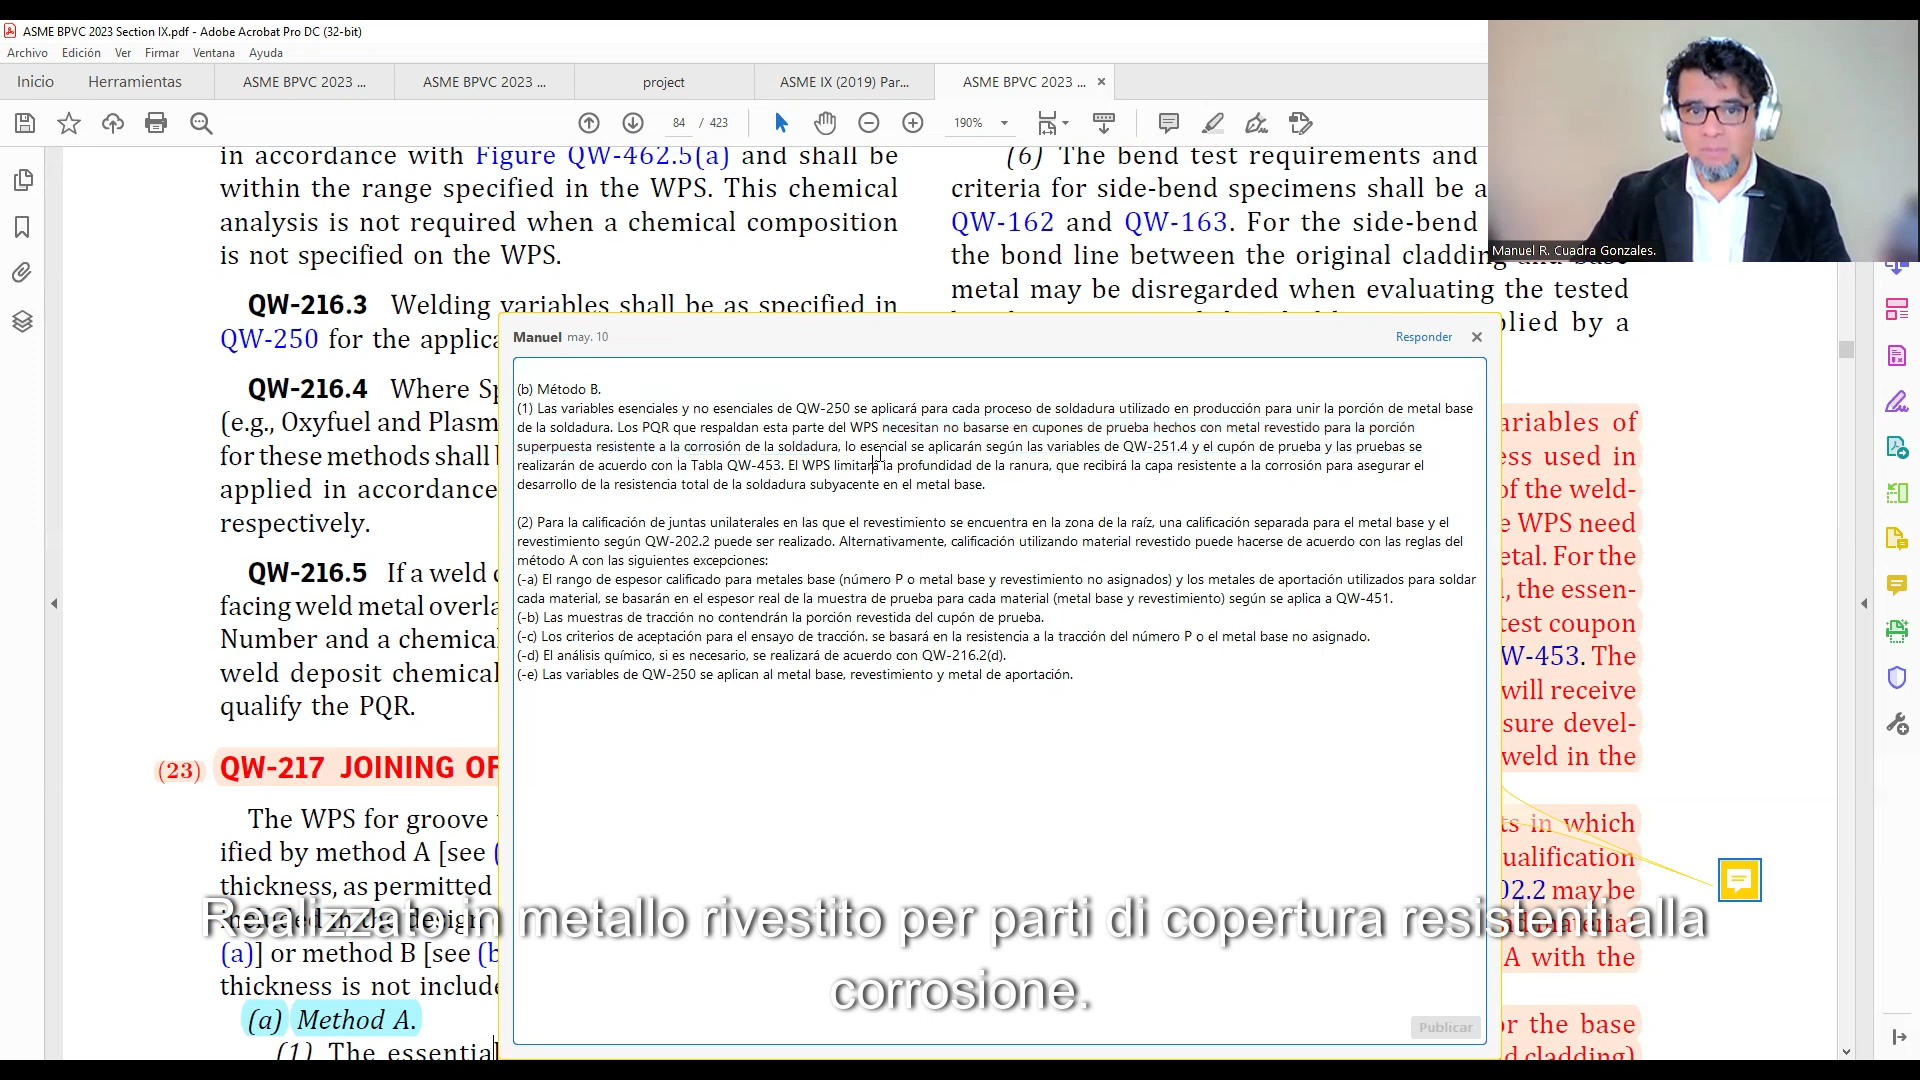 ASME BPVC 2023 Section IX.pdf - Adobe Acrobat Pro DC (32-bit)
Archivo Edición Ver Firmar Ventana Ayuda
Inicio Herramientas ASME BPVC 2023 ... ASME BPVC 2023 ... project ASME IX (2019) Par... ASME BPVC 2023 ... ×
84 / 423 190%
Manuel R. Cuadra Gonzales.
in accordance with Figure QW-462.5(a) and shall be
within the range specified in the WPS. This chemical
analysis is not required when a chemical composition
is not specified on the WPS.
QW-216.3 Welding variables shall be as specified in
QW-250 for the applica
QW-216.4 Where Sp
(e.g., Oxyfuel and Plasm
for these methods shall
applied in accordance
respectively.
QW-216.5 If a weld
facing weld metal overla
Number and a chemical
weld deposit chemical
qualify the PQR.
(23) QW-217 JOINING OF
The WPS for groove
ified by method A [see (
thickness, as permitted
included in the design
(a)] or method B [see (b
thickness is not include
(a) Method A.
(1) The essential
(6) The bend test requirements and
criteria for side-bend specimens shall be a
QW-162 and QW-163. For the side-bend
the bond line between the original cladding and base
metal may be disregarded when evaluating the tested
plied by a
Manuel may. 10 Responder
(b) Método B.
(1) Las variables esenciales y no esenciales de QW-250 se aplicará para cada proceso de soldadura utilizado en producción para unir la porción de metal base
de la soldadura. Los PQR que respaldan esta parte del WPS necesitan no basarse en cupones de prueba hechos con metal revestido para la porción
superpuesta resistente a la corrosión de la soldadura, lo esencial se aplicarán según las variables de QW-251.4 y el cupón de prueba y las pruebas se
realizarán de acuerdo con la Tabla QW-453. El WPS limitará la profundidad de la ranura, que recibirá la capa resistente a la corrosión para asegurar el
desarrollo de la resistencia total de la soldadura subyacente en el metal base.
(2) Para la calificación de juntas unilaterales en las que el revestimiento se encuentra en la zona de la raíz, una calificación separada para el metal base y el
revestimiento según QW-202.2 puede ser realizado. Alternativamente, calificación utilizando material revestido puede hacerse de acuerdo con las reglas del
método A con las siguientes excepciones:
(-a) El rango de espesor calificado para metales base (número P o metal base y revestimiento no asignados) y los metales de aportación utilizados para soldar
cada material, se basarán en el espesor real de la muestra de prueba para cada material (metal base y revestimiento) según se aplica a QW-451.
(-b) Las muestras de tracción no contendrán la porción revestida del cupón de prueba.
(-c) Los criterios de aceptación para el ensayo de tracción. se basará en la resistencia a la tracción del número P o el metal base no asignado.
(-d) El análisis químico, si es necesario, se realizará de acuerdo con QW-216.2(d).
(-e) Las variables de QW-250 se aplican al metal base, revestimiento y metal de aportación.
Publicar
ariables of
ess used in
of the weld-
e WPS need
etal. For the
, the essen-
test coupon
W-453. The
will receive
sure devel-
weld in the
ts in which
ualification
02.2 may be
A with the
or the base
d cladding)
Realizzato in metallo rivestito per parti di copertura resistenti alla
corrosione.